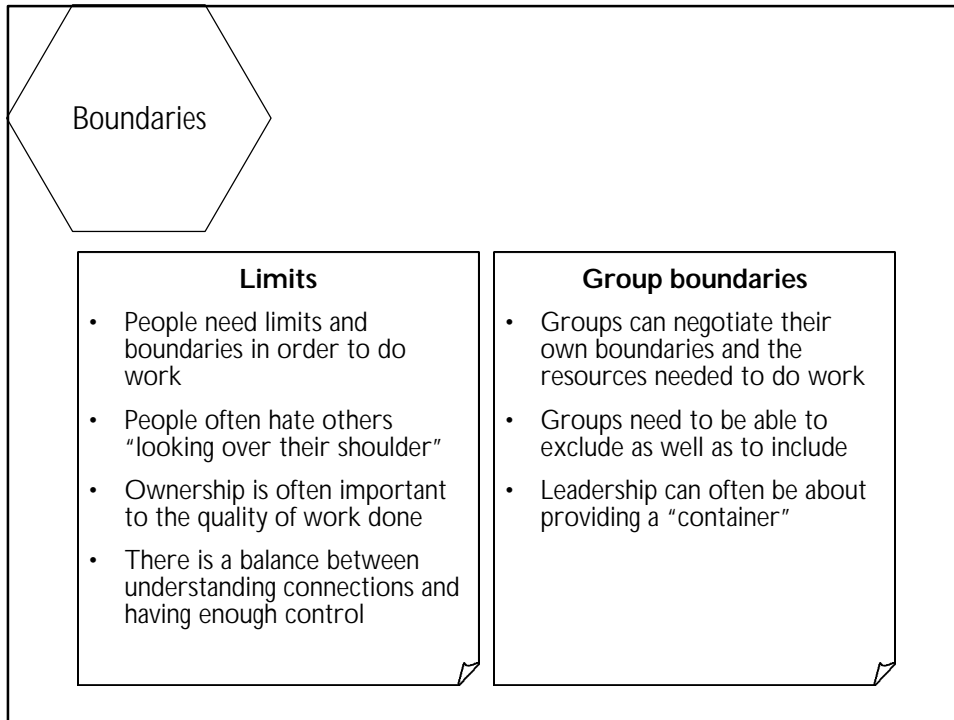 Boundaries
Limits
• People need limits and
boundaries in order to do
work
• People often hate others
“looking over their shoulder”
• Ownership is often important
to the quality of work done
• There is a balance between
understanding connections and
having enough control
Group boundaries
• Groups can negotiate their
own boundaries and the
resources needed to do work
• Groups need to be able to
exclude as well as to include
• Leadership can often be about
providing a “container”